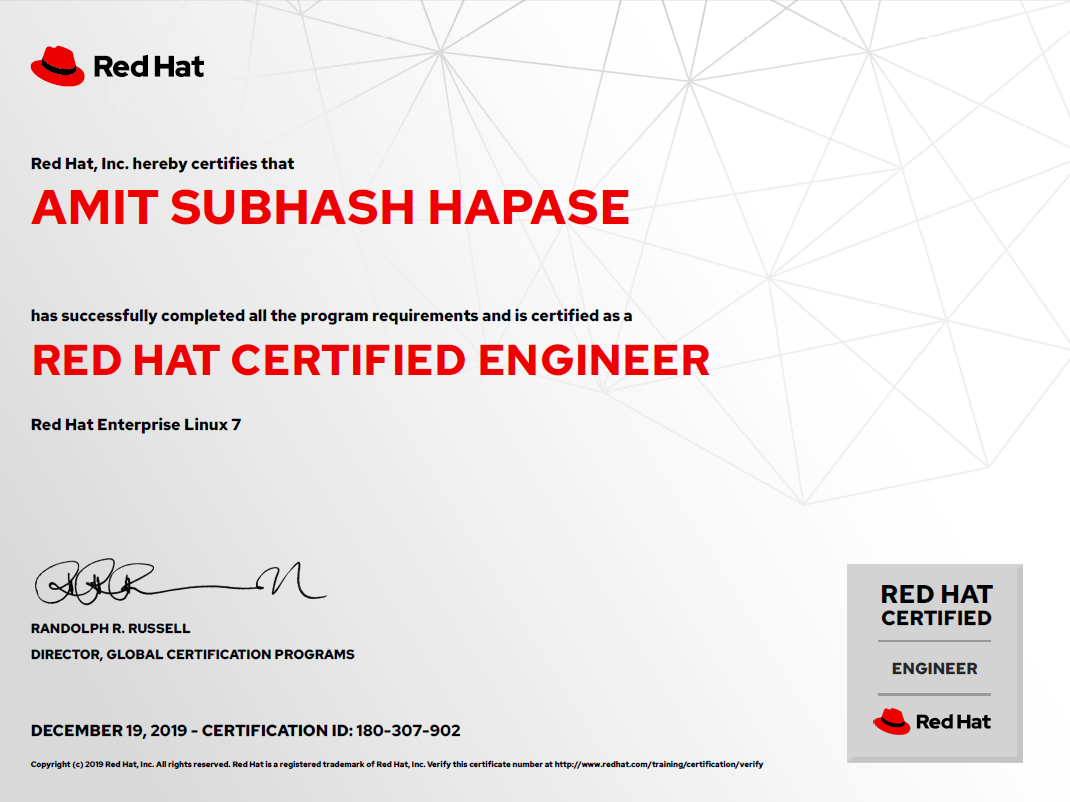 Red Hat
Red Hat, Inc. hereby certifies that
AMIT SUBHASH HAPASE
has successfully completed all the program requirements and is certified as a
RED HAT CERTIFIED ENGINEER
Red Hat Enterprise Linux 7
RANDOLPH R. RUSSELL
DIRECTOR, GLOBAL CERTIFICATION PROGRAMS
DECEMBER 19, 2019 - CERTIFICATION ID: 180-307-902
Copyright (c) 2019 Red Hat, Inc. All rights reserved. Red Hat is a registered trademark of Red Hat, Inc. Verify this certificate number at http://www.redhat.com/training/certification/verify
RED HAT
CERTIFIED
ENGINEER
Red Hat